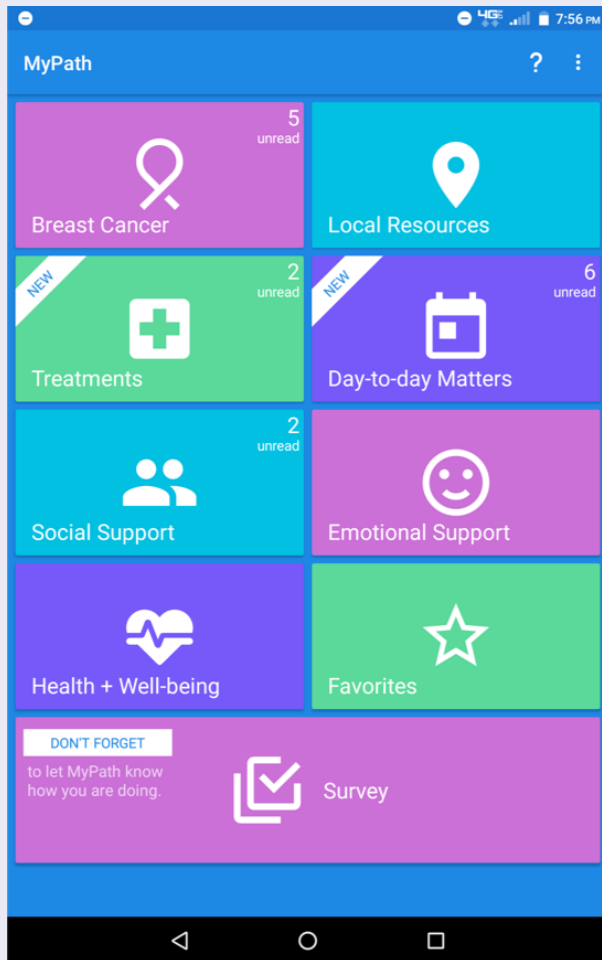 4G 7:56 PM
MyPath ?
5
unread
Breast Cancer
Local Resources
NEW
2
unread
Treatments
NEW
6
unread
Day-to-day Matters
2
unread
Social Support
Emotional Support
Health + Well-being
Favorites
DON'T FORGET
to let MyPath know
how you are doing.
Survey